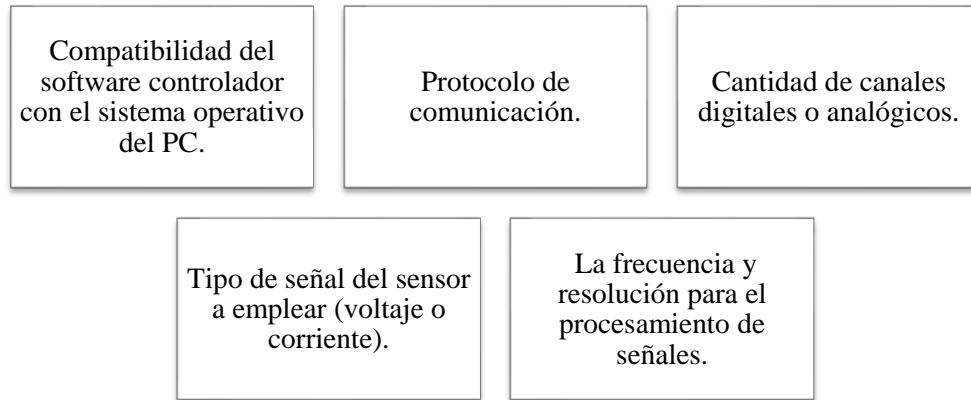 Compatibilidad del
software controlador
con el sistema operativo
del PC.
Protocolo de
comunicación.
Cantidad de canales
digitales o analógicos.
Tipo de señal del sensor
a emplear (voltaje o
corriente).
La frecuencia y
resolución para el
procesamiento de
señales.